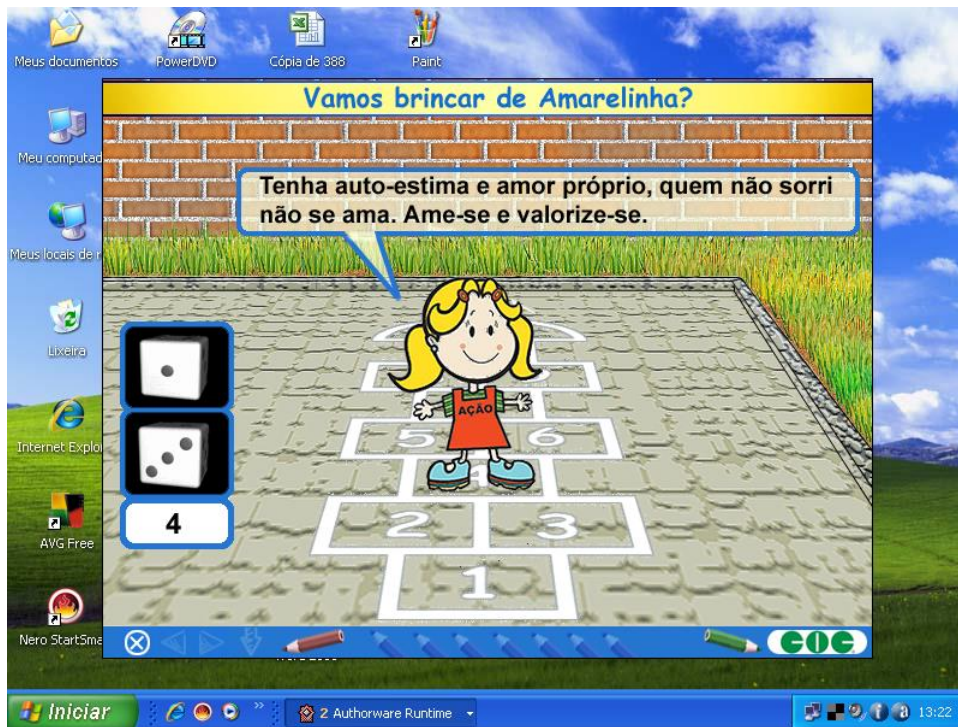 Meus documentos
PowerDVD
Cópia de 388
Paint
Vamos brincar de Amarelinha?
Meu computad
Tenha auto-estima e amor próprio, quem não sorri
não se ama. Ame-se e valorize-se.
Meus locais de r
Lixeira
AÇÃO
Internet Explor
5 6
4
4
2 3
AVG Free
1
Nero StartSma
COC
Iniciar
2 Authorware Runtime
13:22